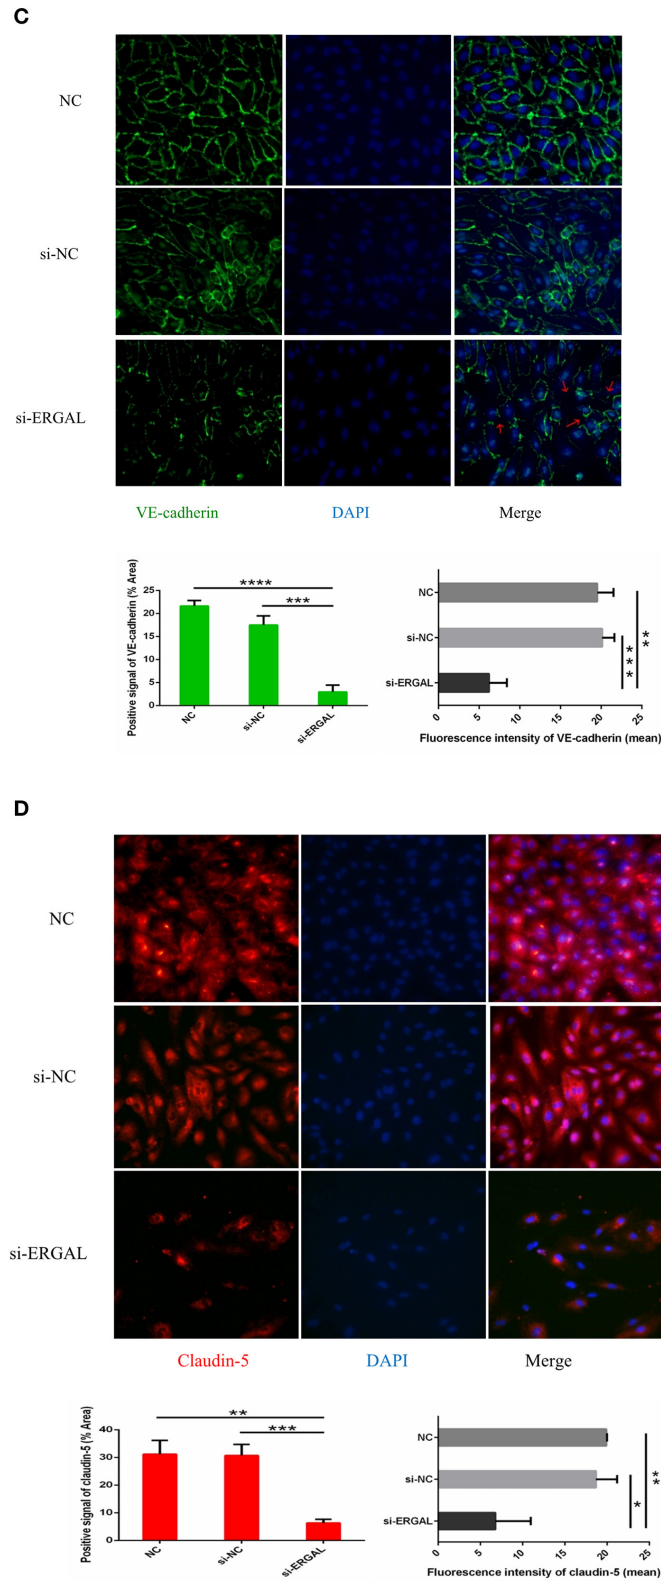 C
NC
si-NC
si-ERGAL
VE-cadherin DAPI Merge
Positive signal of VE-cadherin (% Area)
25
20
15
10
5
0
**** 
***
NC si-NC si-ERGAL
NC
si-NC
si-ERGAL
0 5 10 15 20 25
Fluorescence intensity of VE-cadherin (mean)
***
**
D
NC
si-NC
si-ERGAL
Claudin-5 DAPI Merge
Positive signal of claudin-5 (% Area)
40
30
20
10
0
**
***
NC si-NC si-ERGAL
NC
si-NC
si-ERGAL
0 5 10 15 20 25
Fluorescence intensity of claudin-5 (mean)
*
**